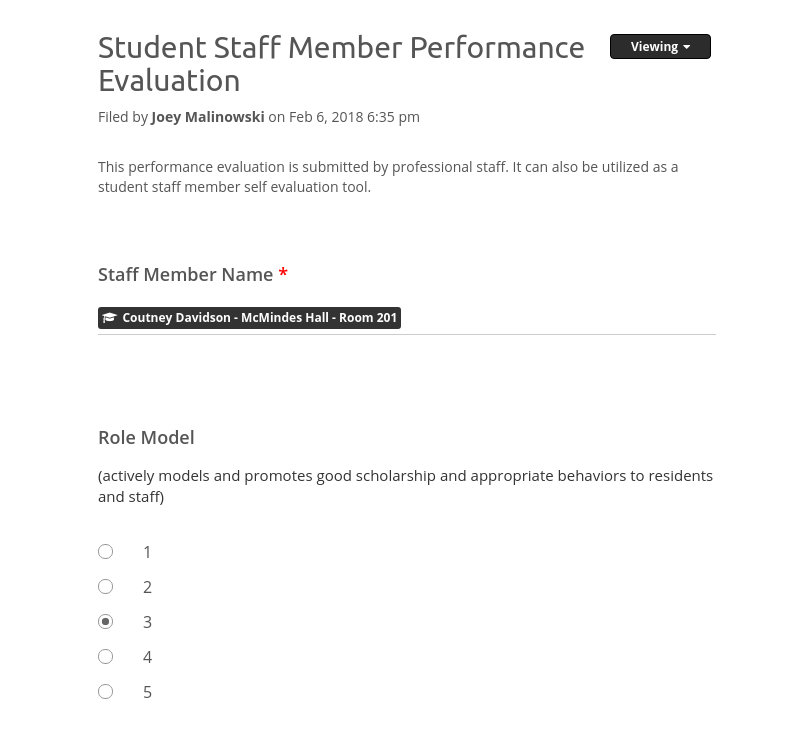 Student Staff Member Performance
Evaluation
Viewing
Filed by Joey Malinowski on Feb 6, 2018 6:35 pm
This performance evaluation is submitted by professional staff. It can also be utilized as a
student staff member self evaluation tool.
Staff Member Name *
Coutney Davidson - McMindes Hall - Room 201
Role Model
(actively models and promotes good scholarship and appropriate behaviors to residents
and staff)
1
2
3
4
5